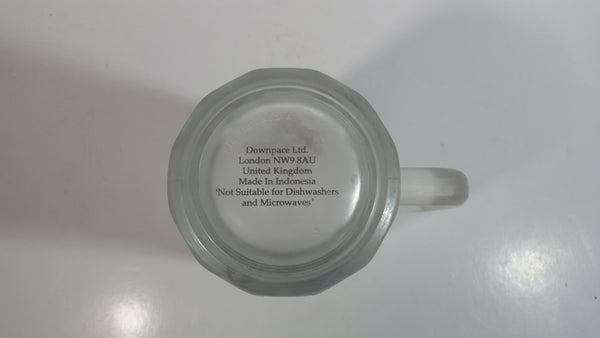 Downpace Ltd.
London NW9 8AU
United Kingdom
Made In Indonesia
'Not Suitable for Dishwashers
and Microwaves'